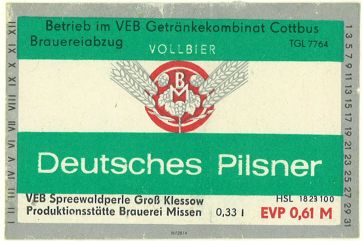 Betrieb im VEB Getränkekombinat Cottbus
Brauereiabzug
TGL 7764
VOLLBIER
B
M
Deutsches Pilsner
VEB Spreewaldperle Groß Klessow
Produktionsstätte Brauerei Missen
0,33 l
HSL 1823100
EVP 0,61 M
I II III IV V VI VII VIII IX X XI XII
1 3 5 7 9 11 13 15 17 19 21 23 25 27 29 31